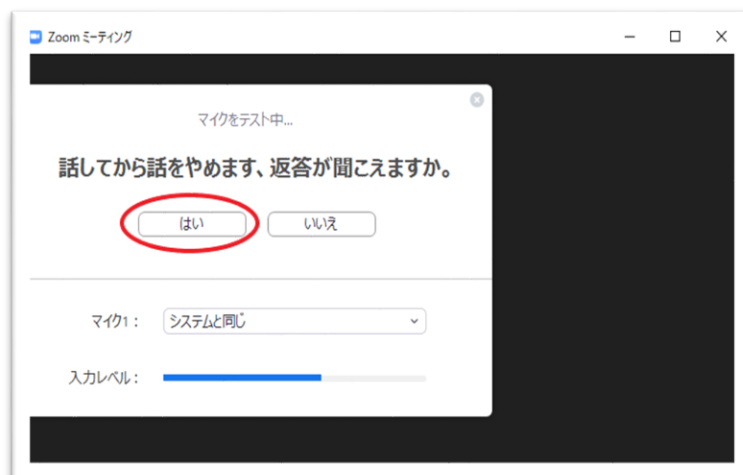 Zoom ミーティング
マイクをテスト中...
話してから話をやめます、返答が聞こえますか。
はい
いいえ
マイク1：
システムと同じ
入力レベル：